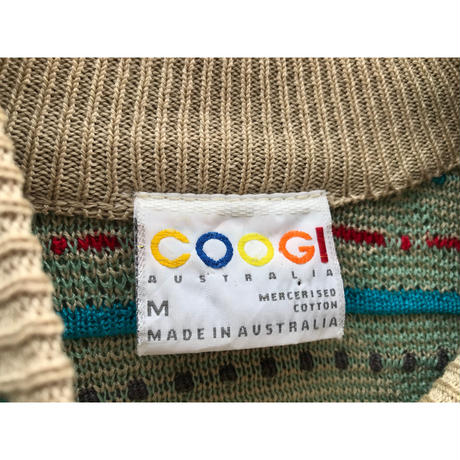 COOGI
AUSTRALIA
M
MERCERISED
COTTON
MADE IN AUSTRALIA